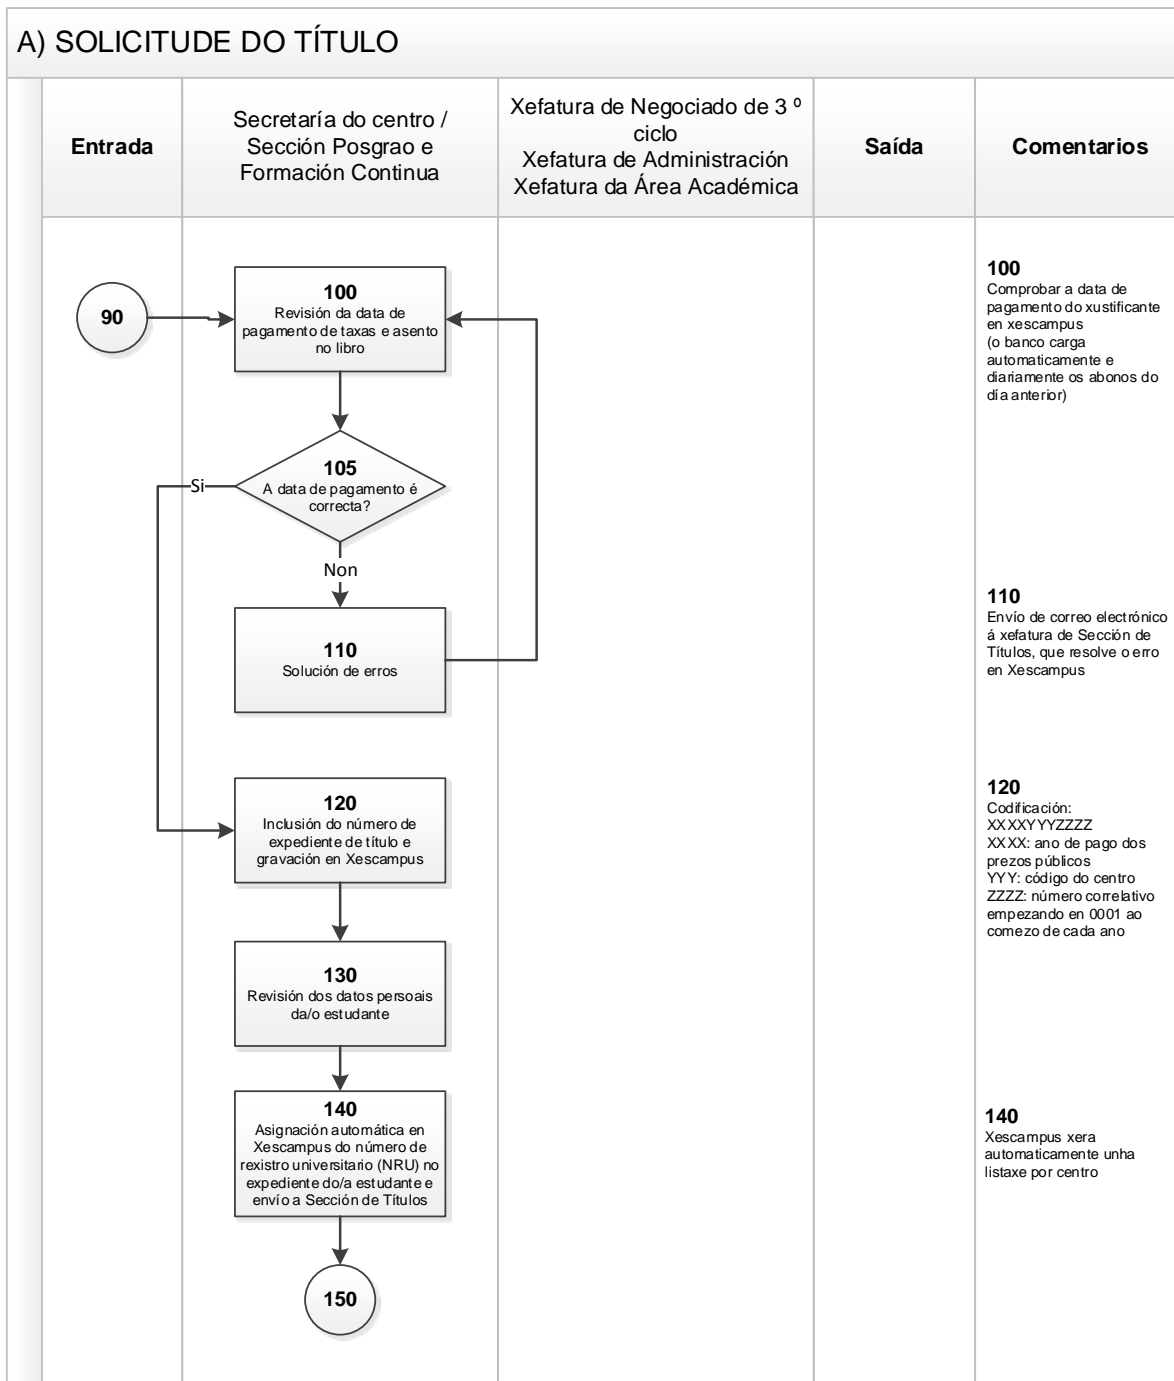 A) SOLICITUDE DO TÍTULO
Entrada
Secretaría do centro /
Sección Posgrao e
Formación Continua
Xefatura de Negociado de 3 º
ciclo
Xefatura de Administración
Xefatura da Área Académica
Saída
Comentarios
90
100
Revisión da data de
pagamento de taxas e asento
no libro
100
Comprobar a data de
pagamento do xustificante
en xescampus
(o banco carga
automaticamente e
diariamente os abonos do
día anterior)
105
A data de pagamento é
correcta?
Si
Non
110
Solución de erros
110
Envío de correo electrónico
á xefatura de Sección de
Títulos, que resolve o erro
en Xescampus
120
Inclusión do número de
expediente de título e
gravación en Xescampus
120
Codificación:
XXXXYYYZZZZ
XXXX: ano de pago dos
prezos públicos
YYY: código do centro
ZZZZ: número correlativo
empezando en 0001 ao
comezo de cada ano
130
Revisión dos datos persoais
da/o estudante
140
Asignación automática en
Xescampus do número de
rexistro universitario (NRU) no
expediente do/a estudante e
envío a Sección de Títulos
140
Xescampus xera
automaticamente unha
listaxe por centro
150